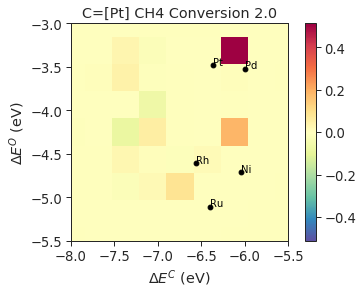 C=[Pt] CH4 Conversion 2.0
−3.0
−3.5
−4.0
−4.5
−5.0
−5.5
ΔE^O (eV)
Pt
Pd
Rh
Ni
Ru
−8.0 −7.5 −7.0 −6.5 −6.0 −5.5
ΔE^C (eV)
0.4
0.2
0.0
−0.2
−0.4